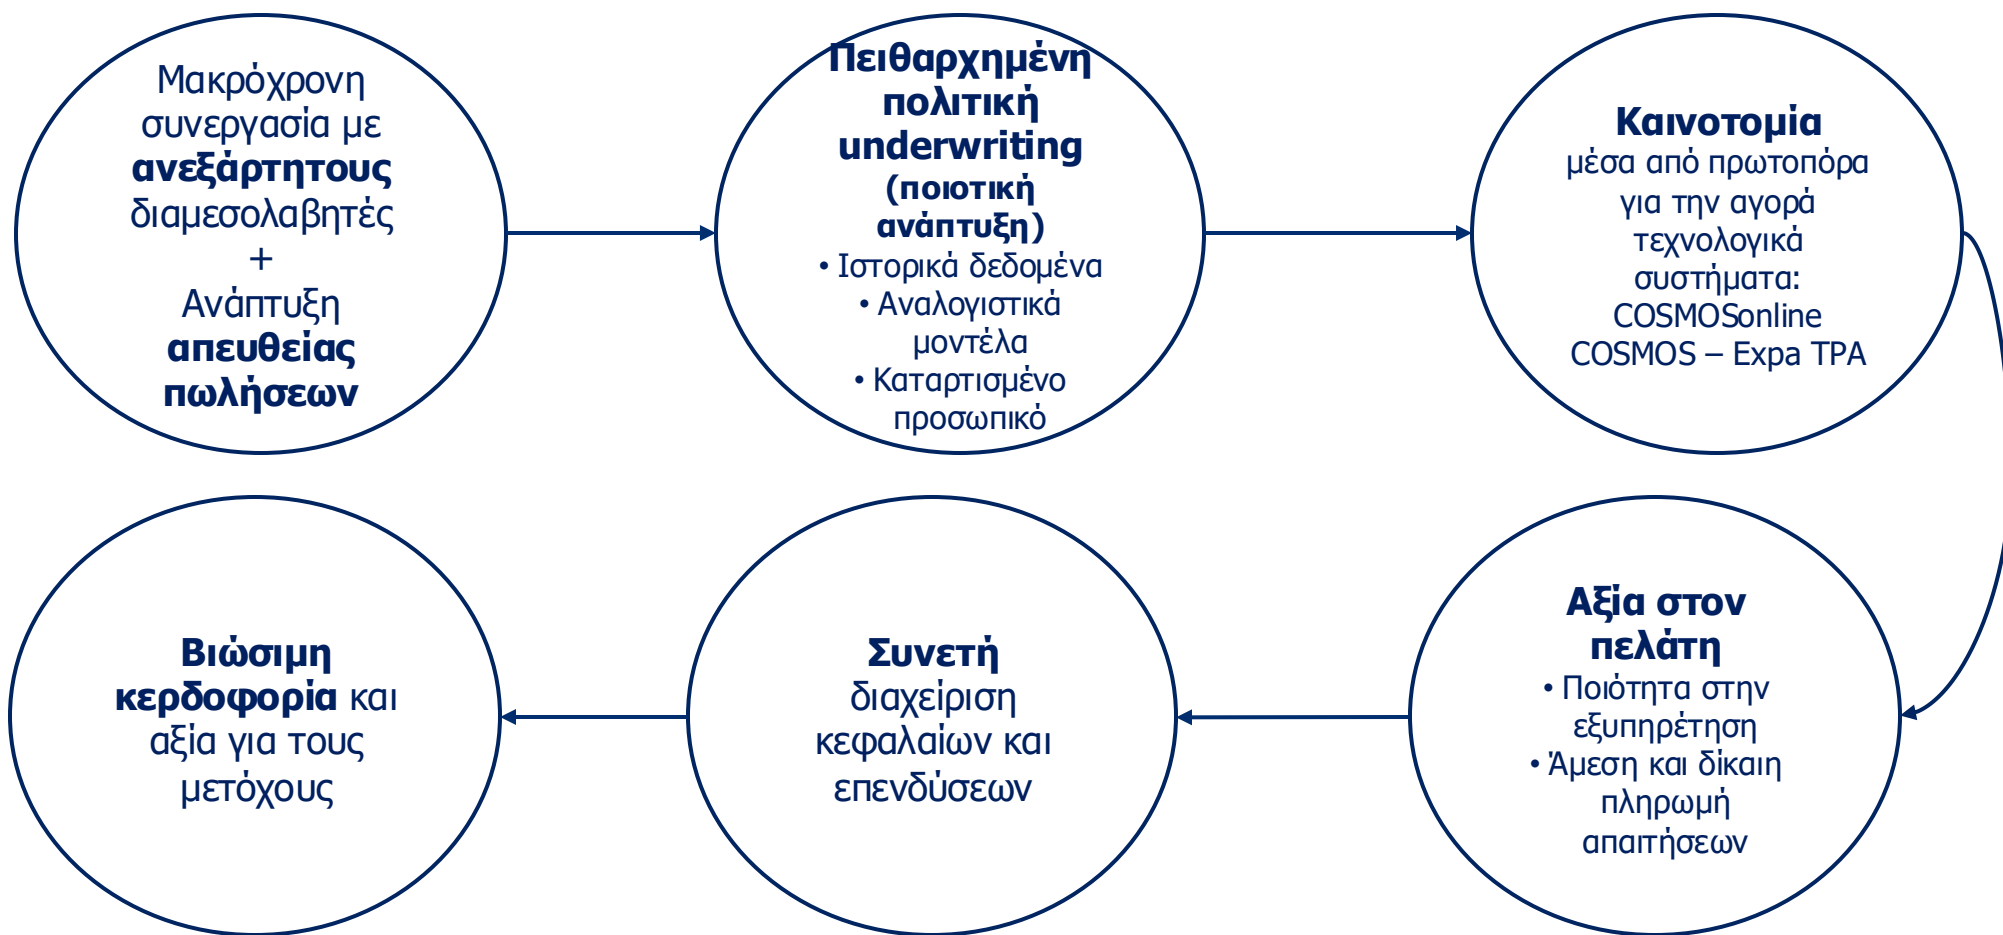 Μακρόχρονη
συνεργασία με
ανεξάρτητους
διαμεσολαβητές
+
Ανάπτυξη
απευθείας
πωλήσεων
Πειθαρχημένη
πολιτική
underwriting
(ποιοτική
ανάπτυξη)
• Ιστορικά δεδομένα
• Αναλογιστικά
μοντέλα
• Καταρτισμένο
προσωπικό
Καινοτομία
μέσα από πρωτοπόρα
για την αγορά
τεχνολογικά
συστήματα:
COSMOSonline
COSMOS – Expa TPA
Αξία στον
πελάτη
• Ποιότητα στην
εξυπηρέτηση
• Άμεση και δίκαιη
πληρωμή
απαιτήσεων
Συνετή
διαχείριση
κεφαλαίων και
επενδύσεων
Βιώσιμη
κερδοφορία και
αξία για τους
μετόχους